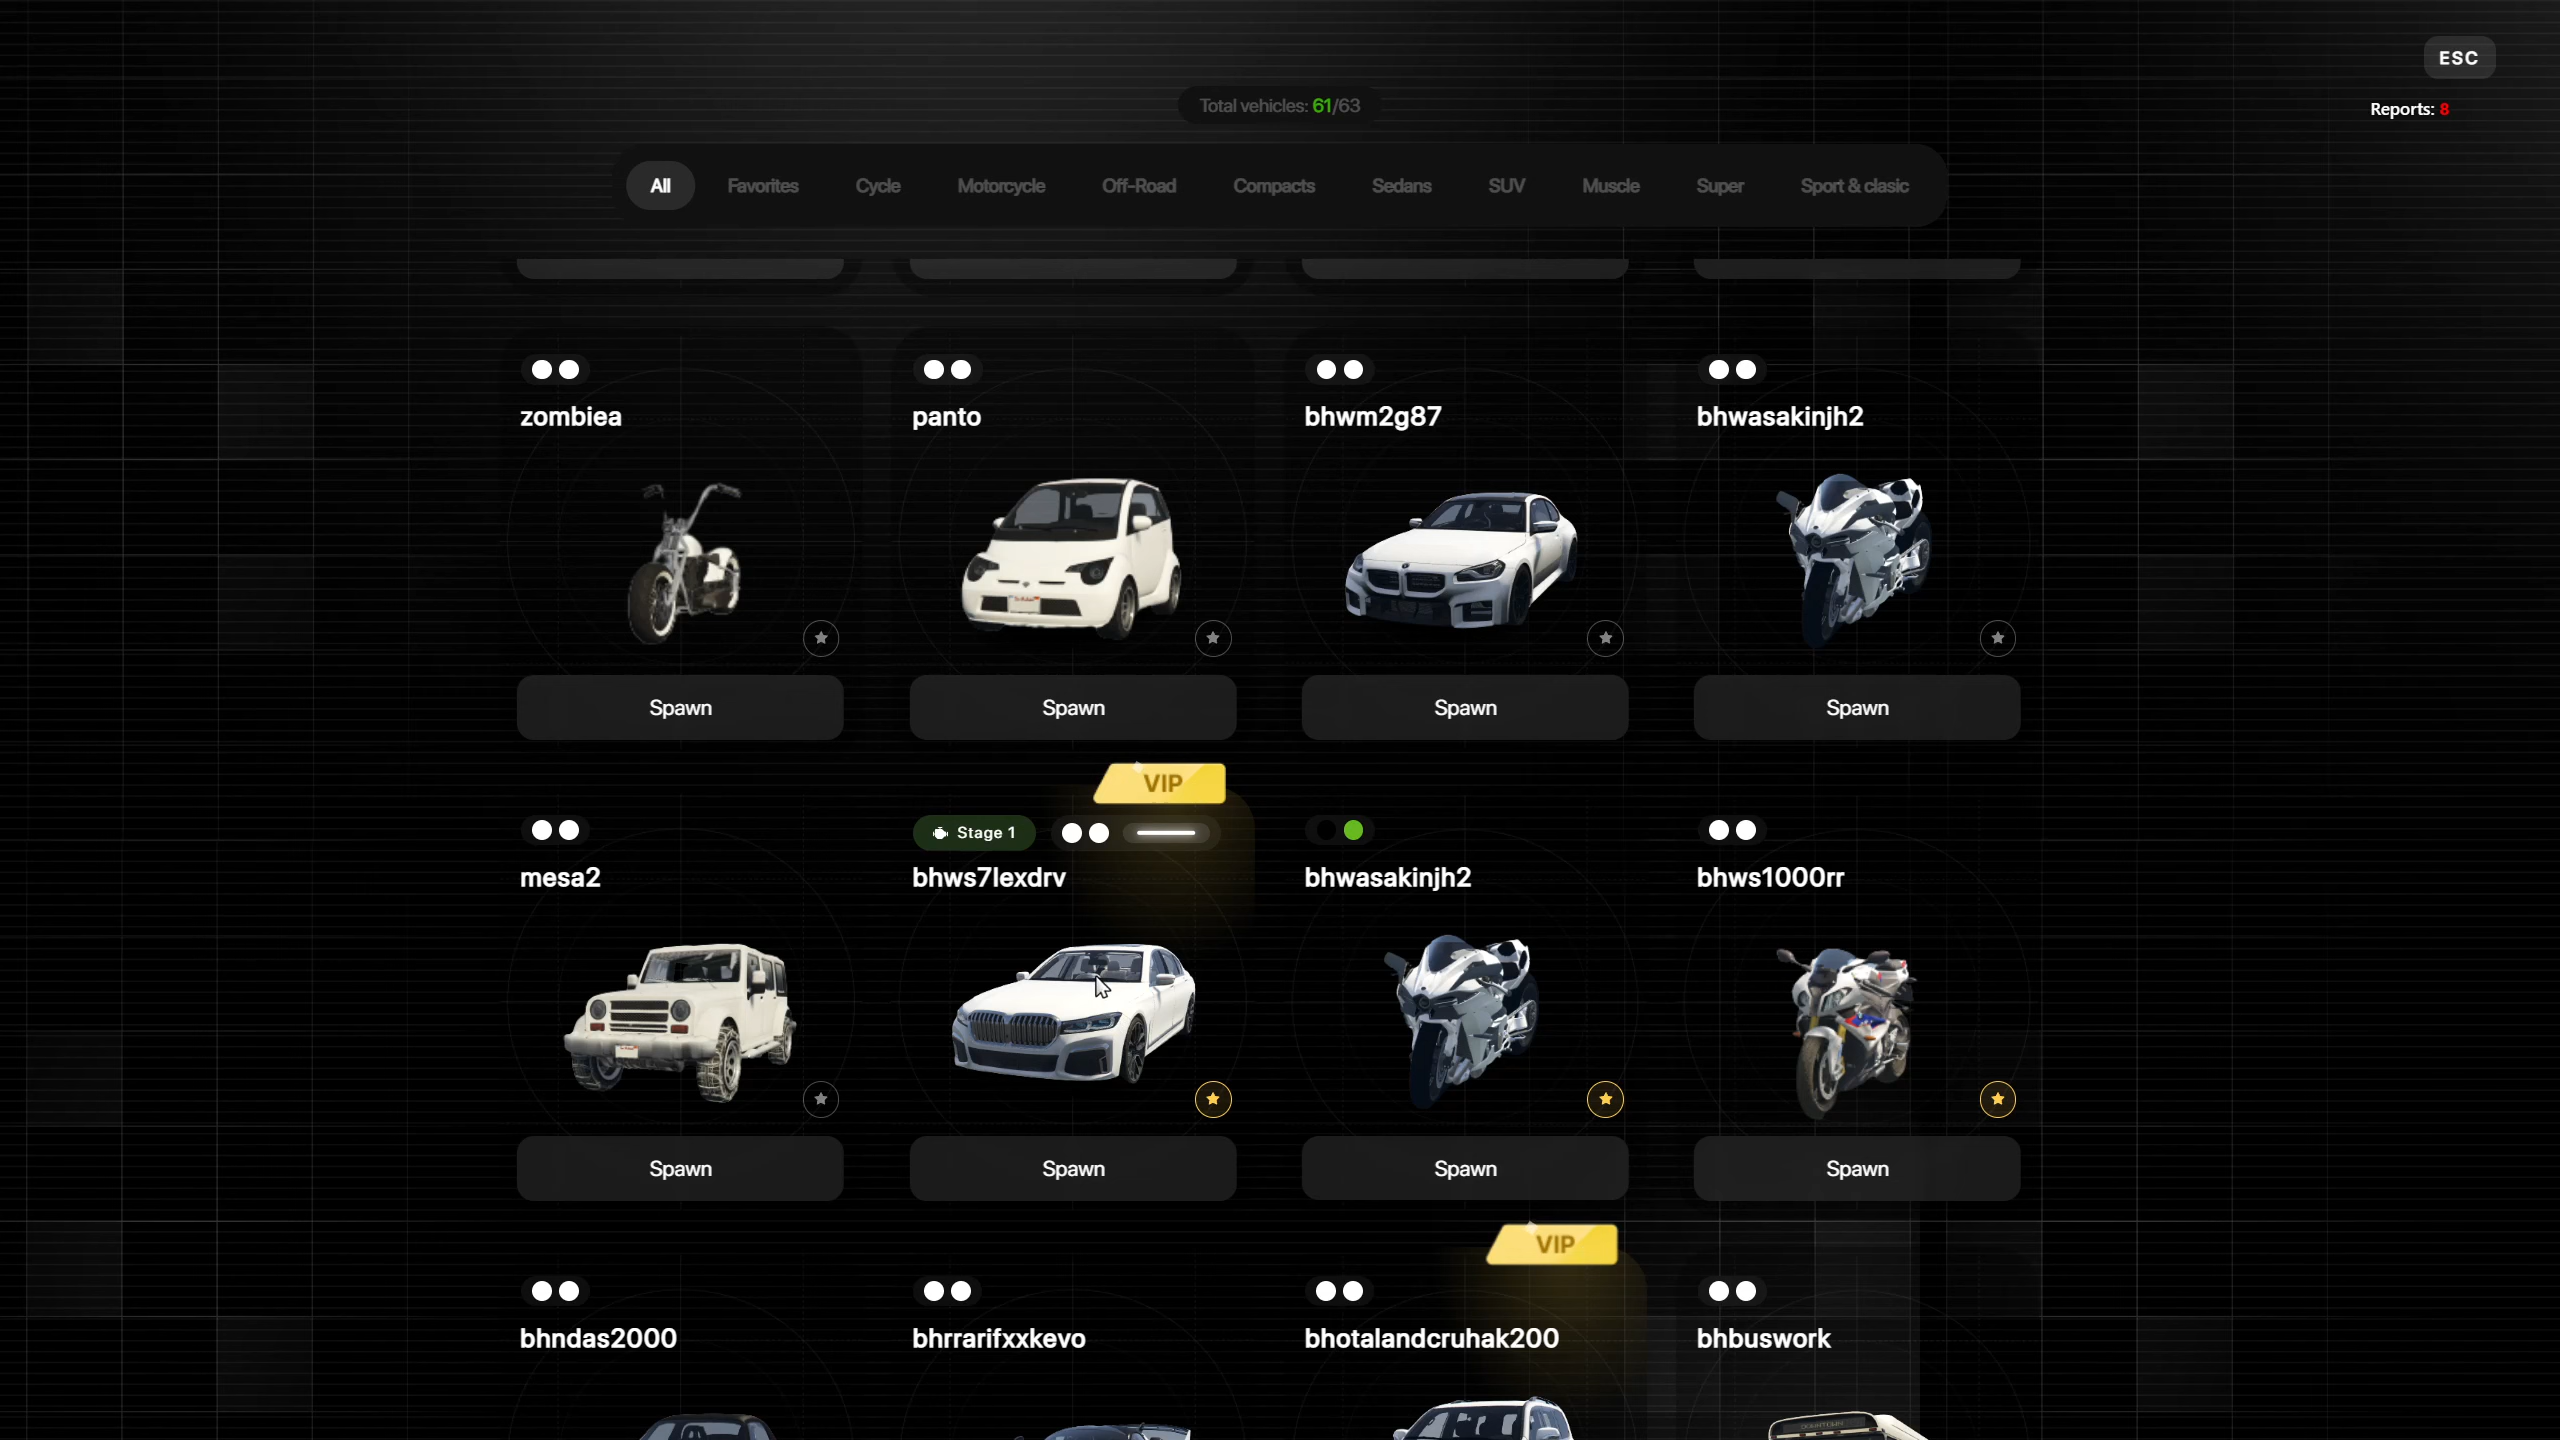 ESC
Total vehicles: 61/63
Reports: 8
All Favorites Cycle Motorcycle Off-Road Compacts Sedans SUV Muscle Super Sport & clasic
zombiea
panto
bhwm2g87
bhwasakinjh2
Spawn
Spawn
Spawn
Spawn
VIP
Stage 1
mesa2
bhws7lexdrv
bhwasakinjh2
bhws1000rr
Spawn
Spawn
Spawn
Spawn
VIP
bhndas2000
bhrrarifxxkevo
bhotalandcruhak200
bhbuswork
DOWNTOWN